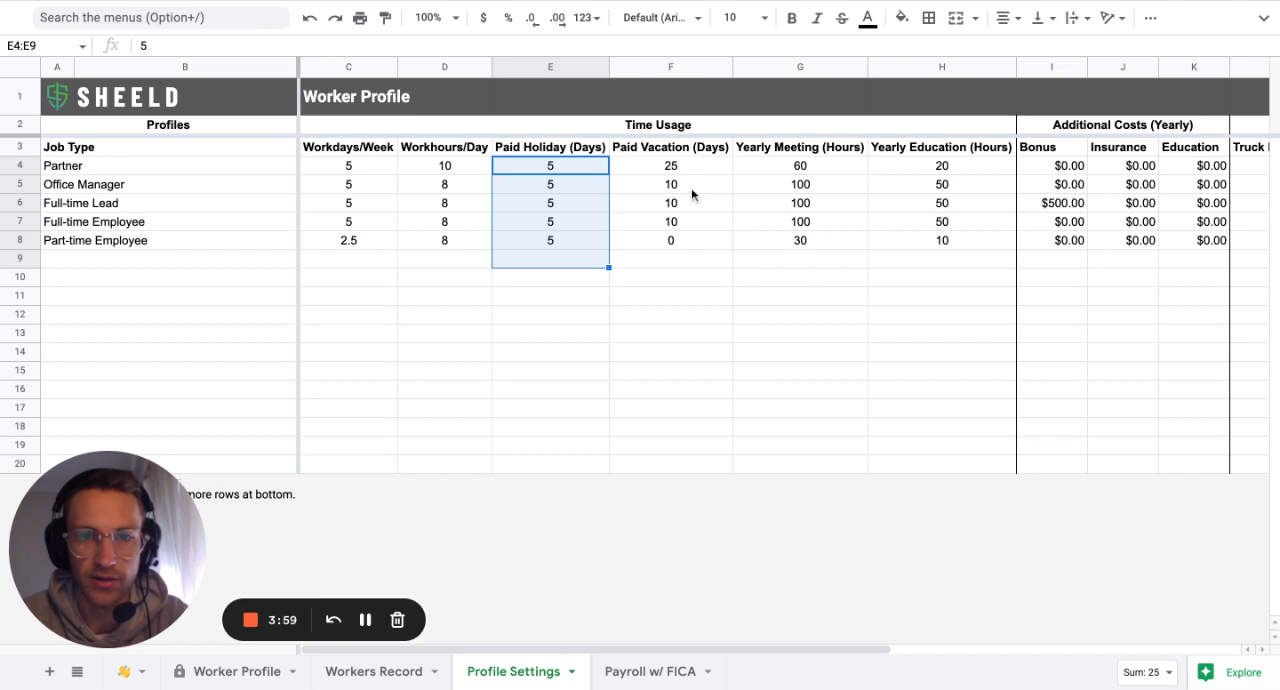 Search the menus (Option+/) 100% $ % .0 .00 123 Default (Ari... 10 B I S A
E4:E9 fx 5
A B C D E F G H I J K
1 SHEELD Worker Profile
2 Profiles Time Usage Additional Costs (Yearly)
3 Job Type Workdays/Week Workhours/Day Paid Holiday (Days) Paid Vacation (Days) Yearly Meeting (Hours) Yearly Education (Hours) Bonus Insurance Education Truck
4 Partner 5 10 5 25 60 20 $0.00 $0.00 $0.00
5 Office Manager 5 8 5 10 100 50 $0.00 $0.00 $0.00
6 Full-time Lead 5 8 5 10 100 50 $500.00 $0.00 $0.00
7 Full-time Employee 5 8 5 10 100 50 $0.00 $0.00 $0.00
8 Part-time Employee 2.5 8 5 0 30 10 $0.00 $0.00 $0.00
9
10
11
12
13
14
15
16
17
18
19
20
more rows at bottom.
3:59
Worker Profile Workers Record Profile Settings Payroll w/ FICA Sum: 25 Explore